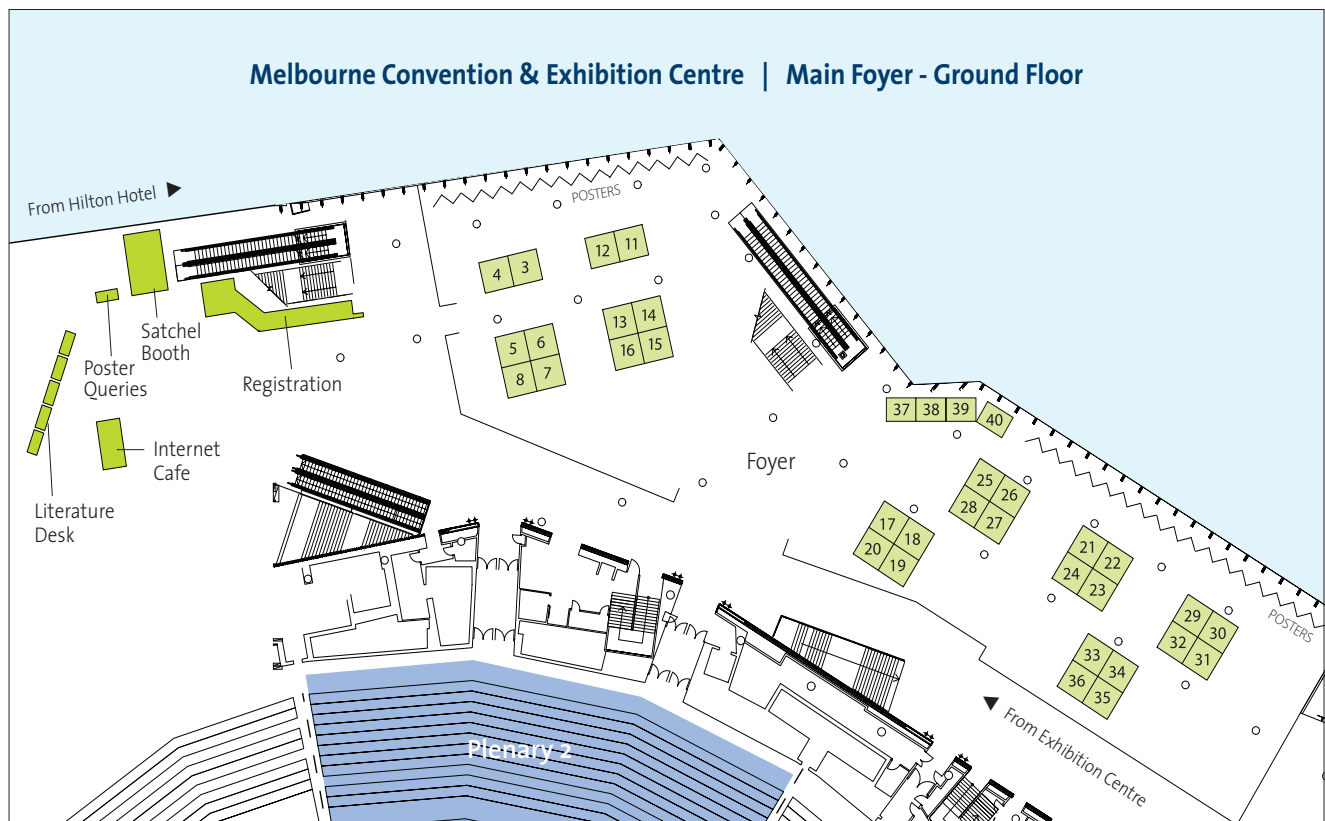 Melbourne Convention & Exhibition Centre | Main Foyer - Ground Floor
From Hilton Hotel
POSTERS
Satchel
Booth
Poster
Queries
Registration
Internet
Cafe
Literature
Desk
4 3
12 11
5 6
8 7
13 14
16 15
Foyer
37 38 39 40
25 26
28 27
17 18
20 19
21 22
24 23
29 30
32 31
33 34
36 35
POSTERS
From Exhibition Centre
Plenary 2